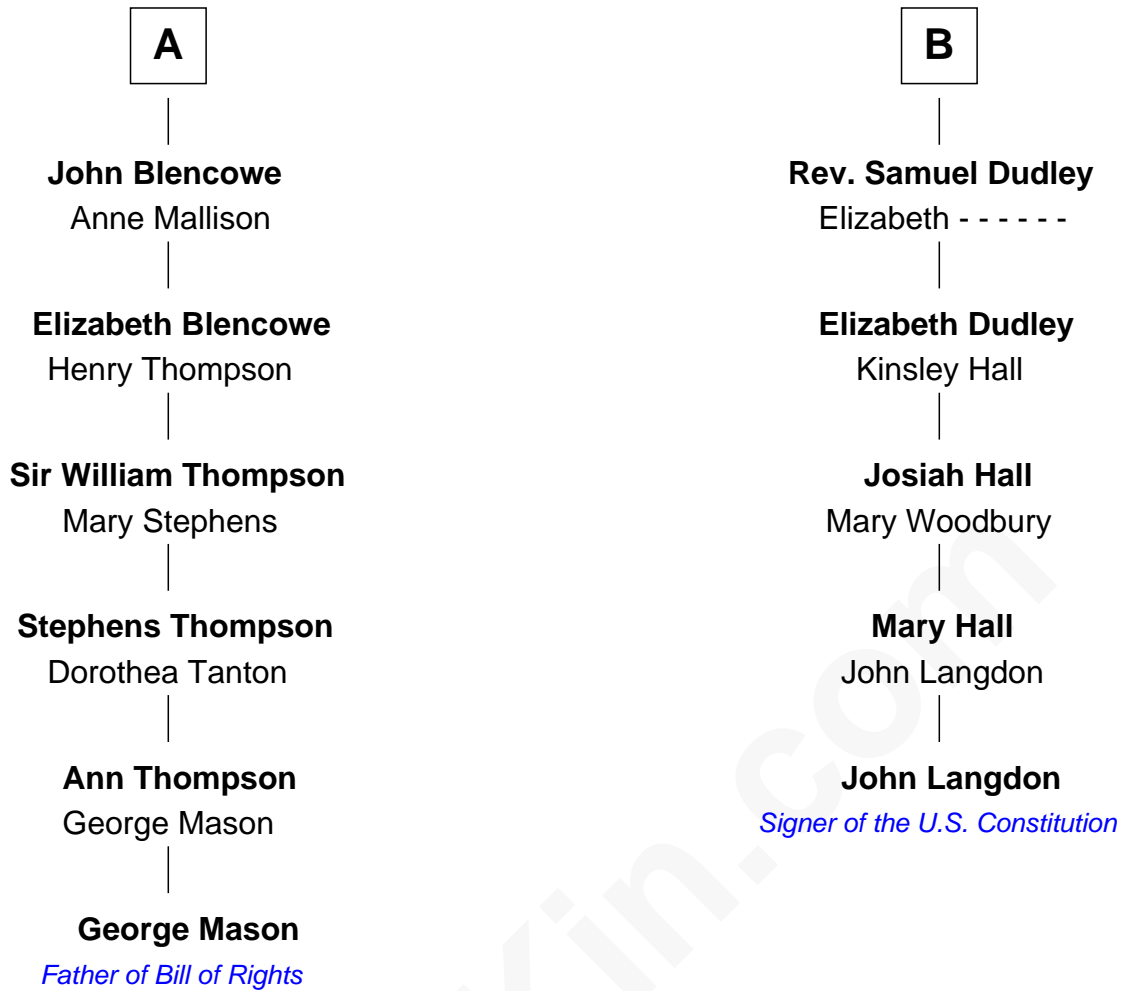 A
John Blencowe
Anne Mallison
Elizabeth Blencowe
Henry Thompson
Sir William Thompson
Mary Stephens
Stephens Thompson
Dorothea Tanton
Ann Thompson
George Mason
George Mason
Father of Bill of Rights
B
Rev. Samuel Dudley
Elizabeth - - - - - -
Elizabeth Dudley
Kinsley Hall
Josiah Hall
Mary Woodbury
Mary Hall
John Langdon
John Langdon
Signer of the U.S. Constitution
Kin.com